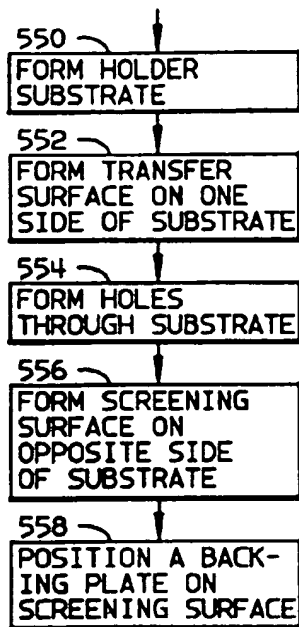 550
FORM HOLDER
SUBSTRATE
552
FORM TRANSFER
SURFACE ON ONE
SIDE OF SUBSTRATE
554
FORM HOLES
THROUGH SUBSTRATE
556
FORM SCREENING
SURFACE ON
OPPOSITE SIDE
OF SUBSTRATE
558
POSITION A BACK-
ING PLATE ON
SCREENING SURFACE